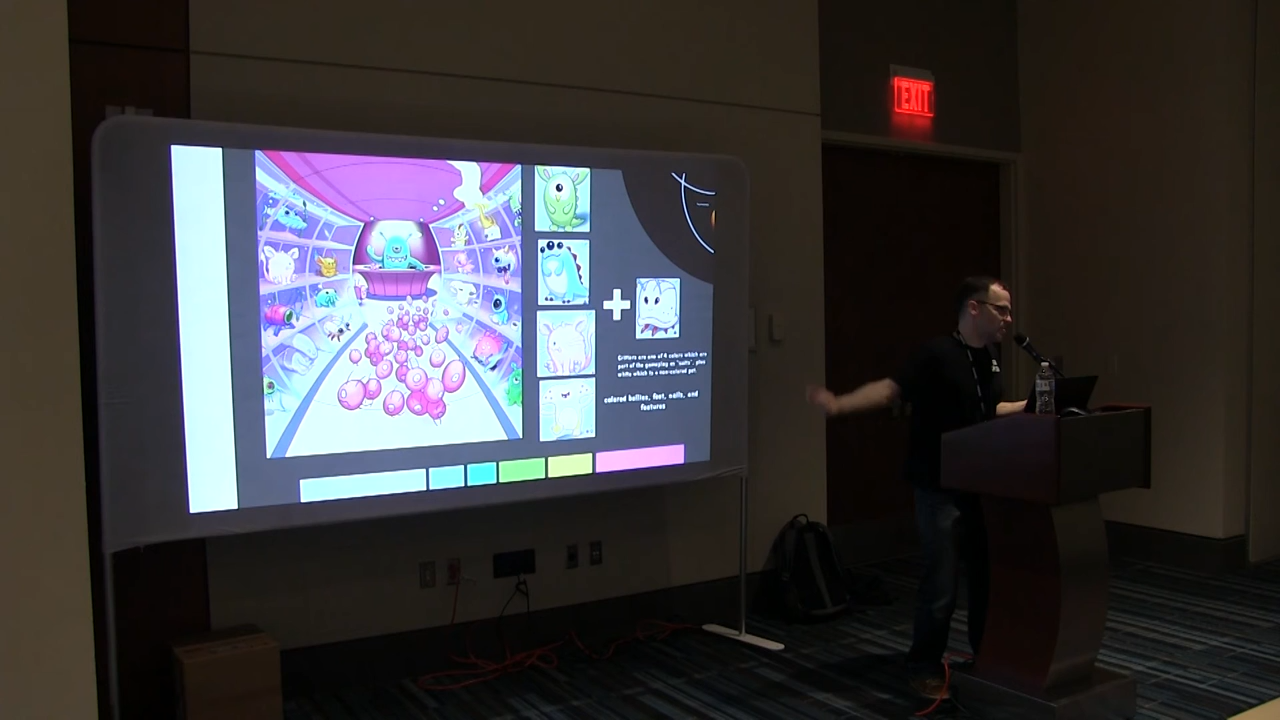 EXIT
Critters are one of 4 colors which are
part of the gameplay as "suits", plus
white which is a non-colored pet.
colored bellies, feet, nails, and
features